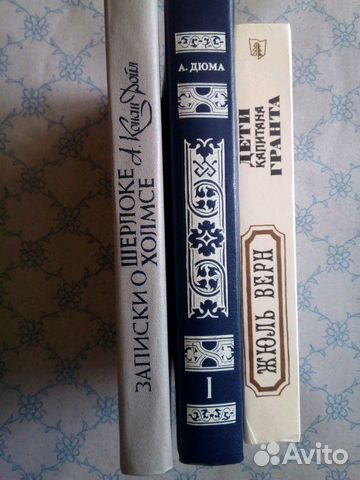 ЗАПИСКИ О
ШЕРЛОКЕ
ХОЛМСЕ
А. Конан Дойл
А. ДЮМА
I
ДЕТИ
КАПИТАНА
ГРАНТА
ЖЮЛЬ ВЕРН
Avito